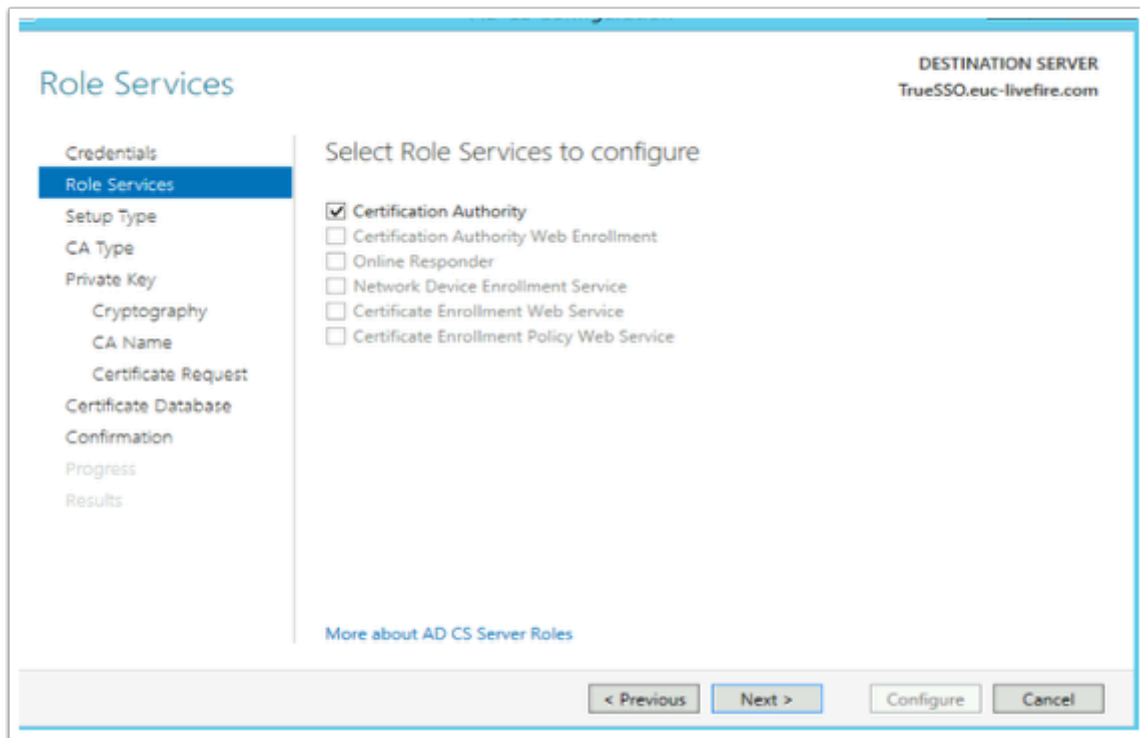 AD CS Configuration
DESTINATION SERVER
TrueSSO.euc-livefire.com
Role Services
Credentials
Role Services
Setup Type
CA Type
Private Key
Cryptography
CA Name
Certificate Request
Certificate Database
Confirmation
Progress
Results
Select Role Services to configure
Certification Authority
Certification Authority Web Enrollment
Online Responder
Network Device Enrollment Service
Certificate Enrollment Web Service
Certificate Enrollment Policy Web Service
More about AD CS Server Roles
< Previous
Next >
Configure
Cancel